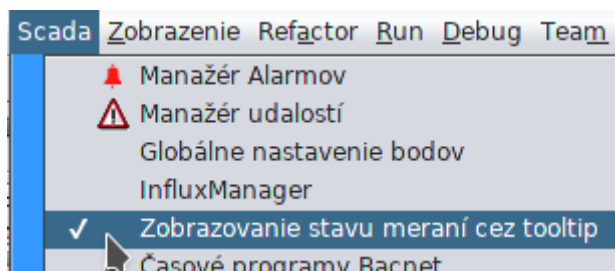 Scada Zobrazenie Refactor Run Debug Team
Manažér Alarmov
Manažér udalostí
Globálne nastavenie bodov
InfluxManager
Zobrazovanie stavu meraní cez tooltip
Časové programy Bacnet